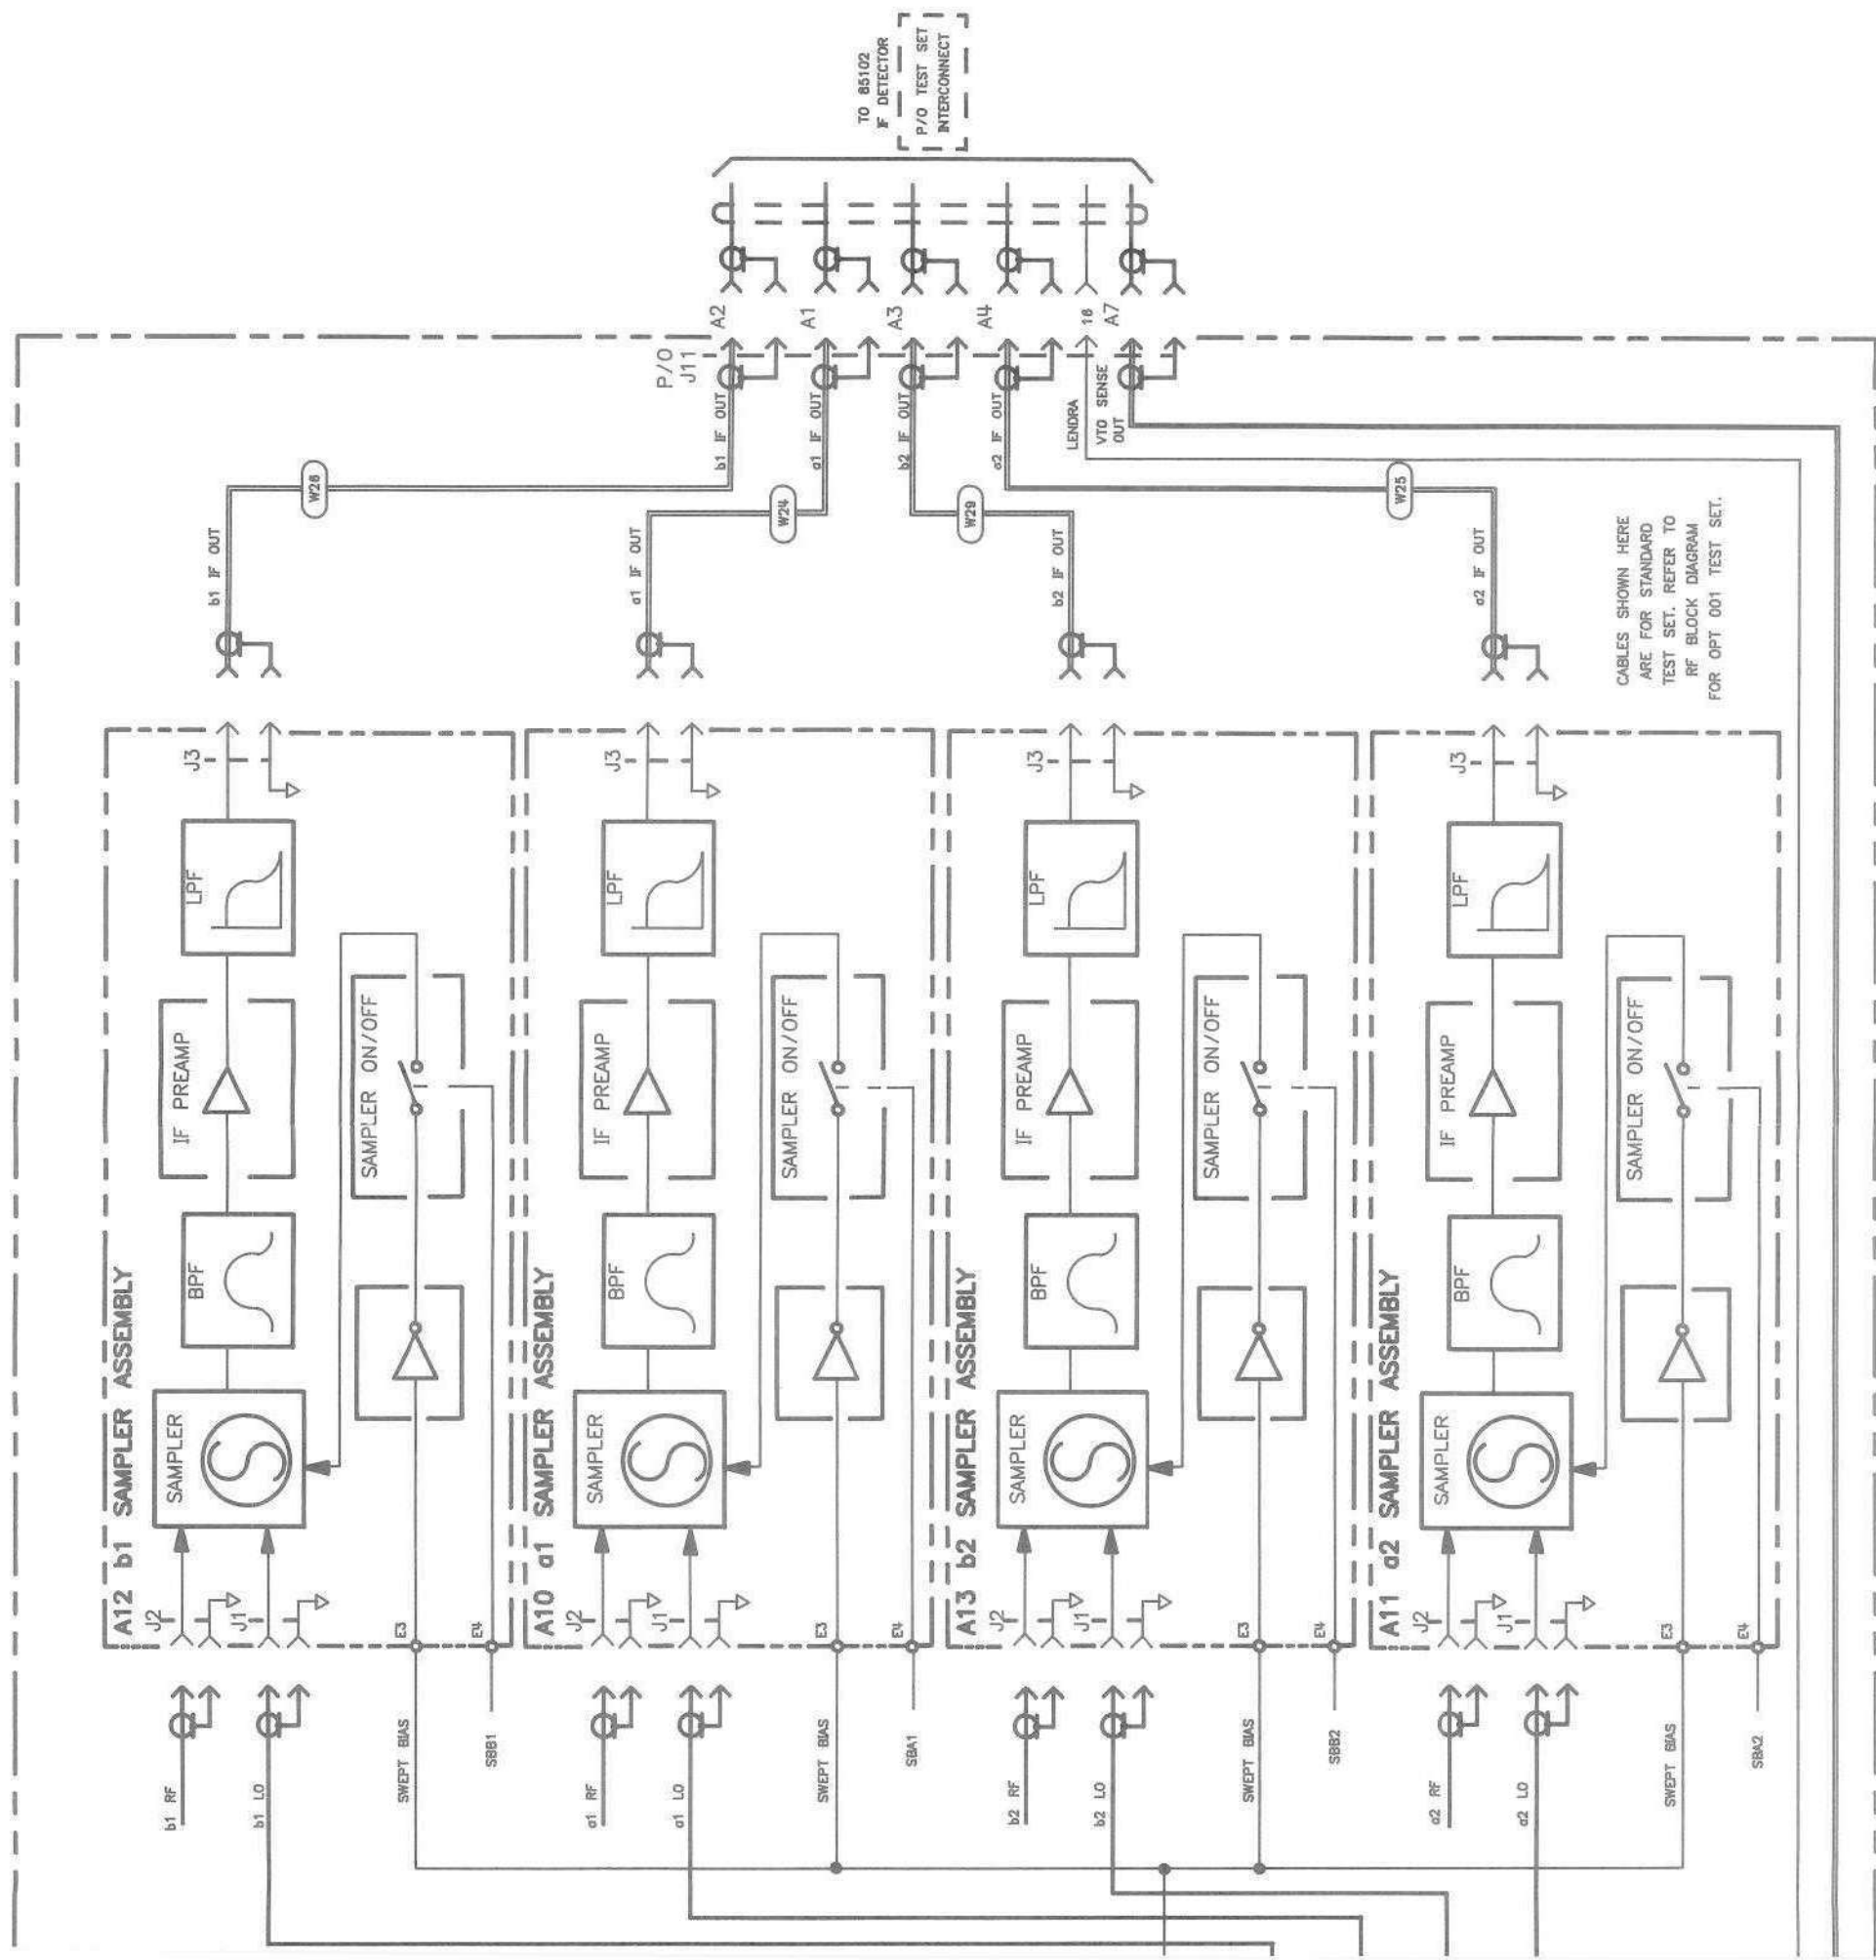 TO 85102
IF DETECTOR
P/O TEST SET
INTERCONNECT
P/O
J11
A2
A1
A3
A4
16
A7
b1 IF OUT
a1 IF OUT
b2 IF OUT
a2 IF OUT
LENDRA
VTO SENSE
OUT
W24
W29
W25
b1 IF OUT
a1 IF OUT
b2 IF OUT
a2 IF OUT
CABLES SHOWN HERE
ARE FOR STANDARD
TEST SET. REFER TO
RF BLOCK DIAGRAM
FOR OPT 001 TEST SET.
A12 b1 SAMPLER ASSEMBLY
J3
LPF
IF PREAMP
SAMPLER ON/OFF
BPF
SAMPLER
J2
J1
E3
E4
b1 RF
b1 LO
SWEPT BIAS
SBB1
A10 a1 SAMPLER ASSEMBLY
J3
LPF
IF PREAMP
SAMPLER ON/OFF
BPF
SAMPLER
J2
J1
E3
E4
a1 RF
a1 LO
SWEPT BIAS
SBA1
A13 b2 SAMPLER ASSEMBLY
J3
LPF
IF PREAMP
SAMPLER ON/OFF
BPF
SAMPLER
J2
J1
E3
E4
b2 RF
b2 LO
SWEPT BIAS
SBB2
A11 a2 SAMPLER ASSEMBLY
J3
LPF
IF PREAMP
SAMPLER ON/OFF
BPF
SAMPLER
J2
J1
E3
E4
a2 RF
a2 LO
SWEPT BIAS
SBA2